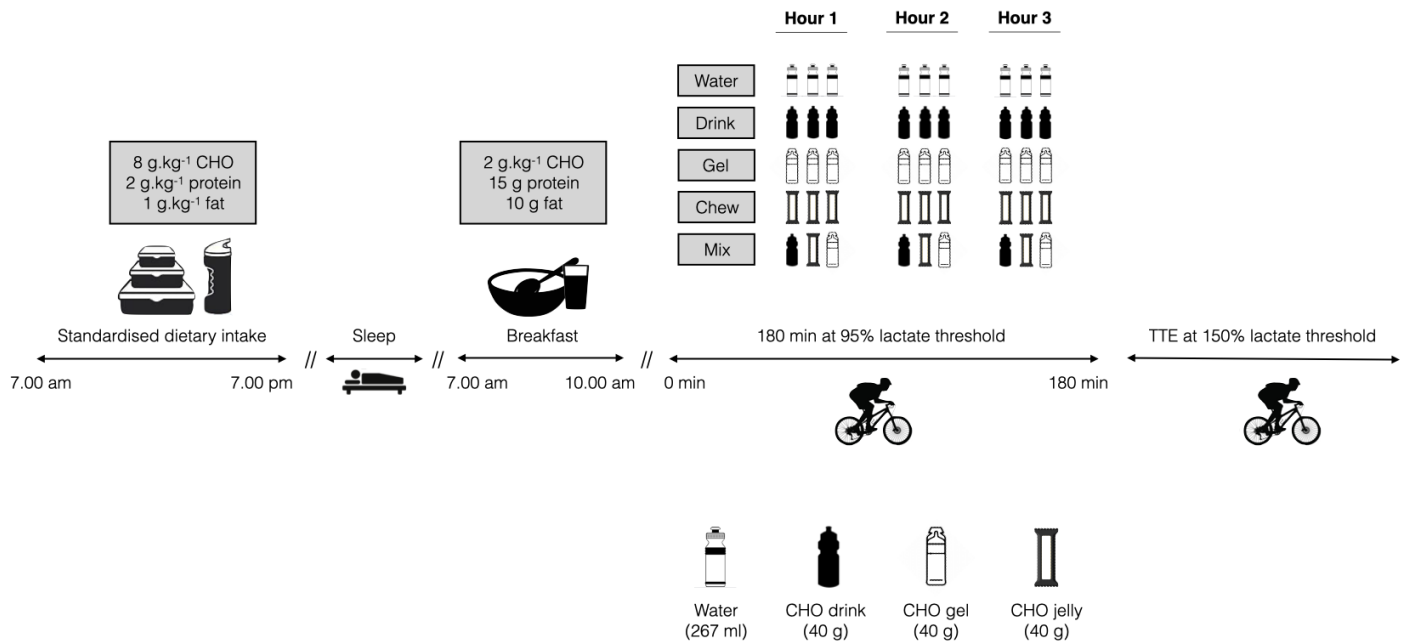 Hour 1
Hour 2
Hour 3
Water
Drink
Gel
Chew
Mix
8 g.kg⁻¹ CHO
2 g.kg⁻¹ protein
1 g.kg⁻¹ fat
2 g.kg⁻¹ CHO
15 g protein
10 g fat
Standardised dietary intake
Sleep
Breakfast
180 min at 95% lactate threshold
TTE at 150% lactate threshold
//
//
//
7.00 am
7.00 pm
7.00 am
10.00 am
0 min
180 min
Water
(267 ml)
CHO drink
(40 g)
CHO gel
(40 g)
CHO jelly
(40 g)